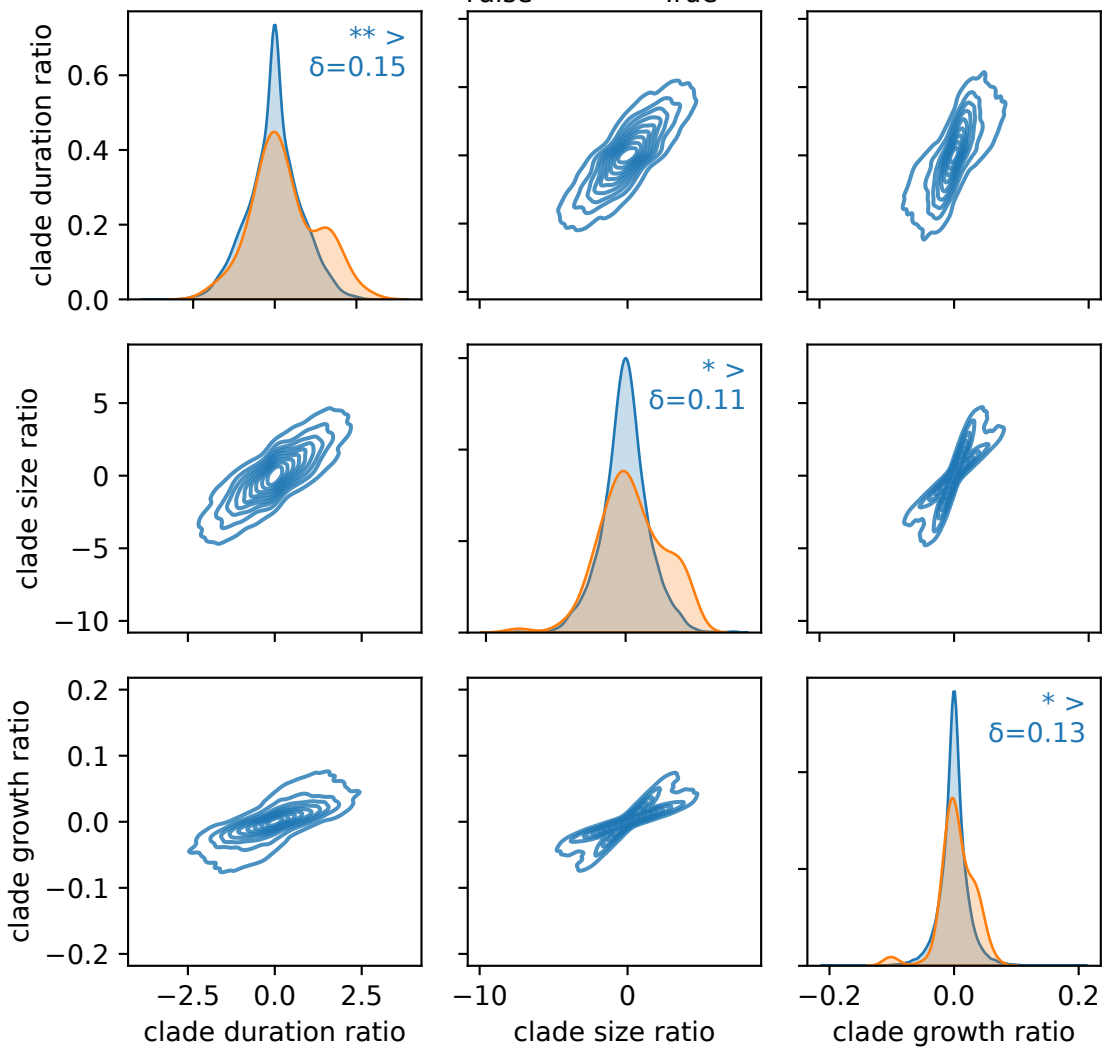 True
clade duration ratio
0.6
0.4
0.2
0.0
** >
δ=0.15
clade size ratio
5
0
−5
−10
* >
δ=0.11
clade growth ratio
0.2
0.1
0.0
−0.1
−0.2
* >
δ=0.13
−2.5
0.0
2.5
−10
0
−0.2
0.0
0.2
clade duration ratio
clade size ratio
clade growth ratio